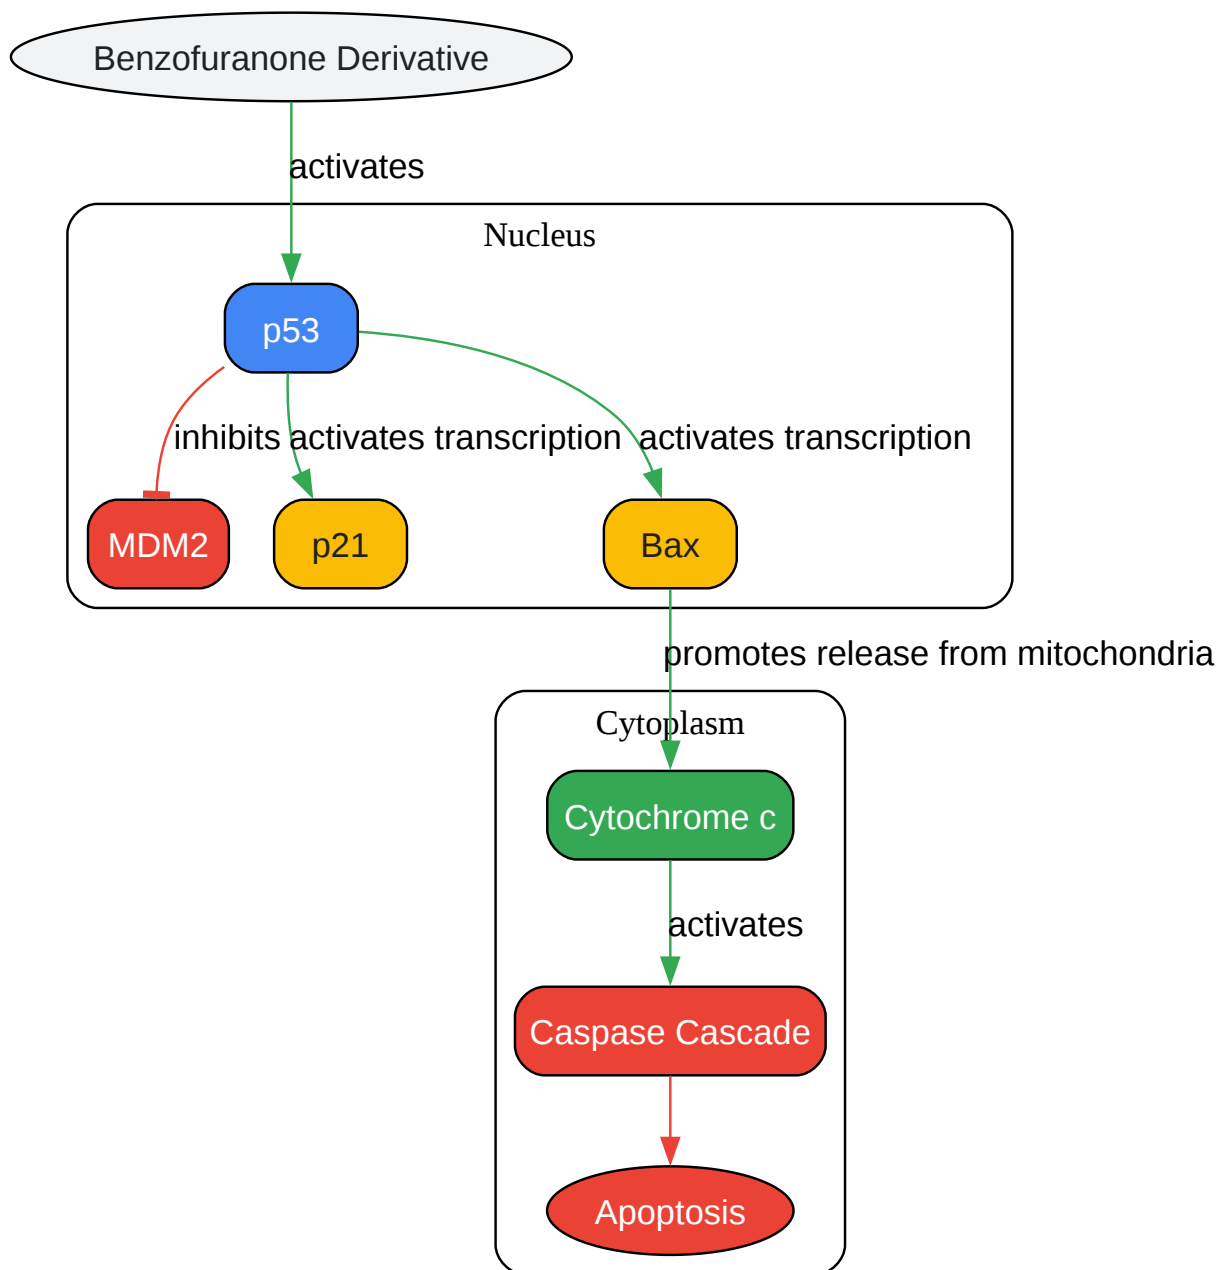 Benzofuranone Derivative
activates
Nucleus
p53
inhibits
activates transcription
activates transcription
MDM2
p21
Bax
promotes release from mitochondria
Cytoplasm
Cytochrome c
activates
Caspase Cascade
Apoptosis